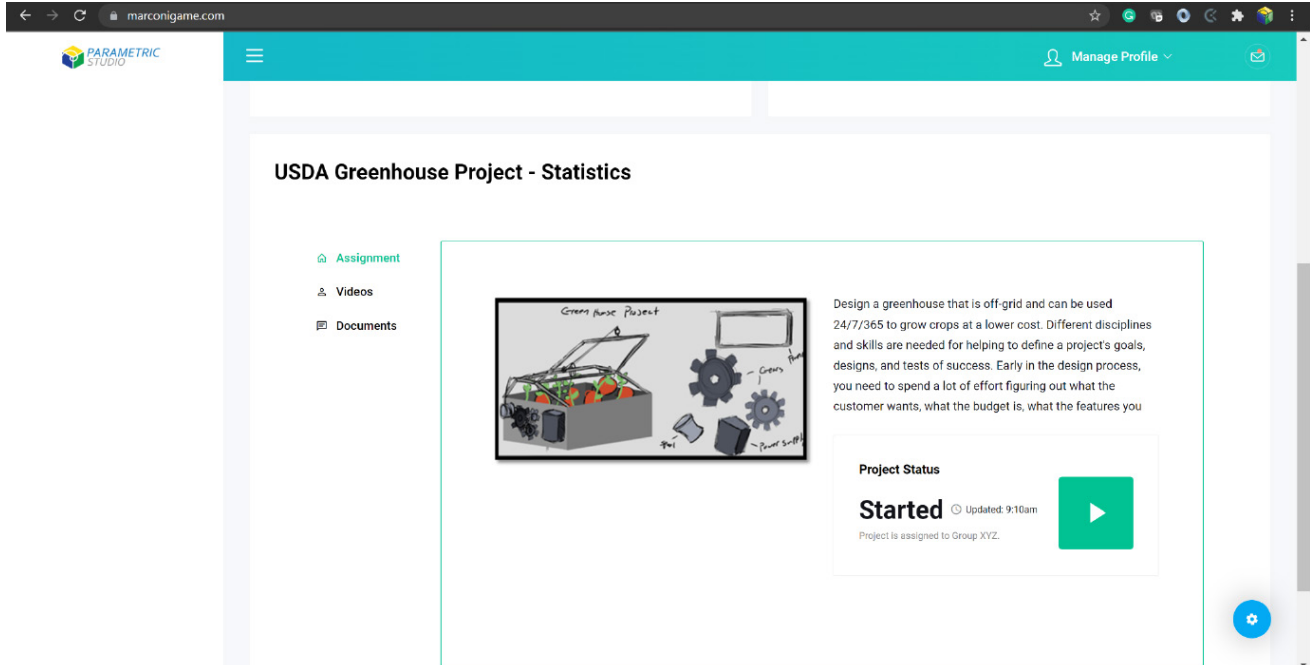 marconigame.com
PARAMETRIC
STUDIO
Manage Profile
USDA Greenhouse Project - Statistics
Assignment
Videos
Documents
Green House Project
Gears
Power Supply
Design a greenhouse that is off-grid and can be used
24/7/365 to grow crops at a lower cost. Different disciplines
and skills are needed for helping to define a project's goals,
designs, and tests of success. Early in the design process,
you need to spend a lot of effort figuring out what the
customer wants, what the budget is, what the features you
Project Status
Started Updated: 9:10am
Project is assigned to Group XYZ.